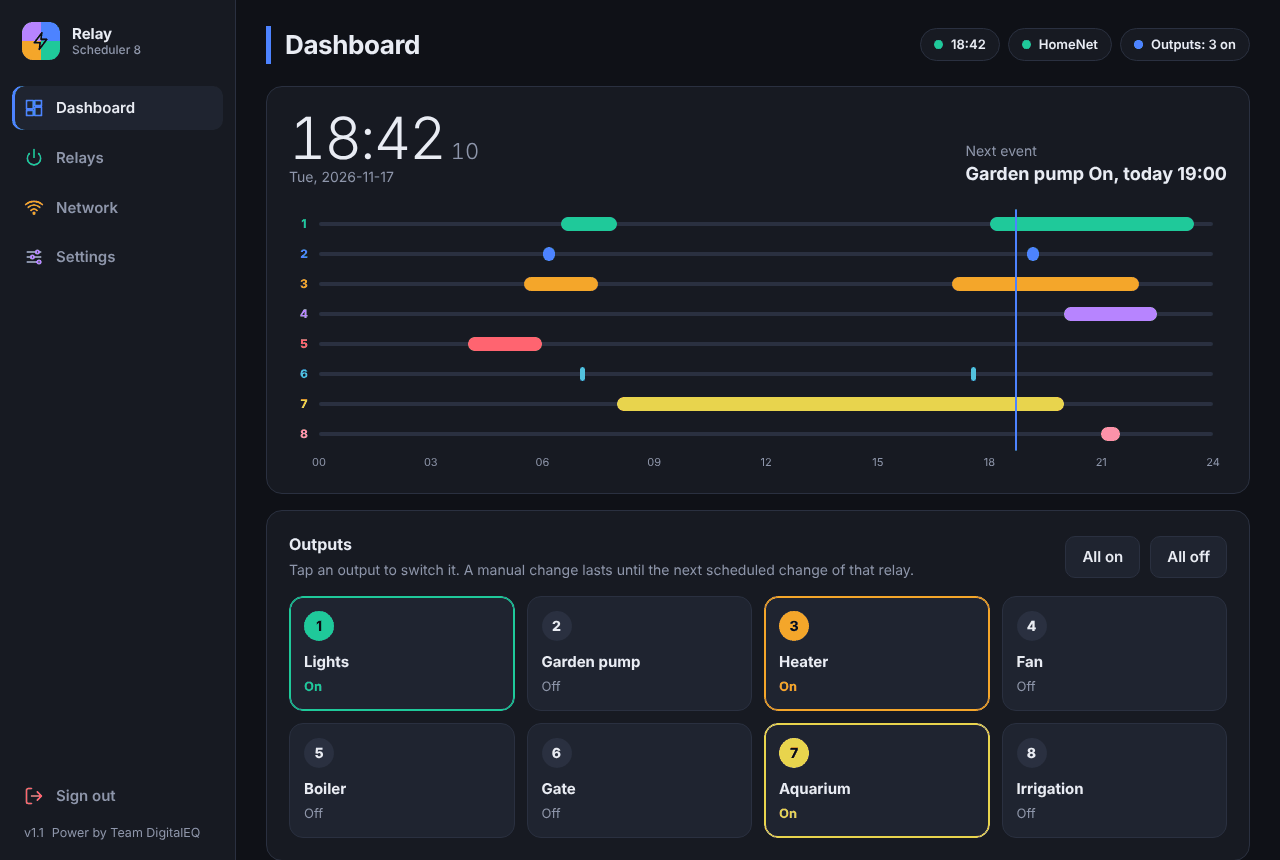 Relay
Scheduler 8
Dashboard
Relays
Network
Settings
Sign out
v1.1 Power by Team DigitalEQ
Dashboard
18:42
HomeNet
Outputs: 3 on
18:42 10
Tue, 2026-11-17
Next event
Garden pump On, today 19:00
1
2
3
4
5
6
7
8
00 03 06 09 12 15 18 21 24
Outputs
Tap an output to switch it. A manual change lasts until the next scheduled change of that relay.
All on
All off
1
Lights
On
2
Garden pump
Off
3
Heater
On
4
Fan
Off
5
Boiler
Off
6
Gate
Off
7
Aquarium
On
8
Irrigation
Off